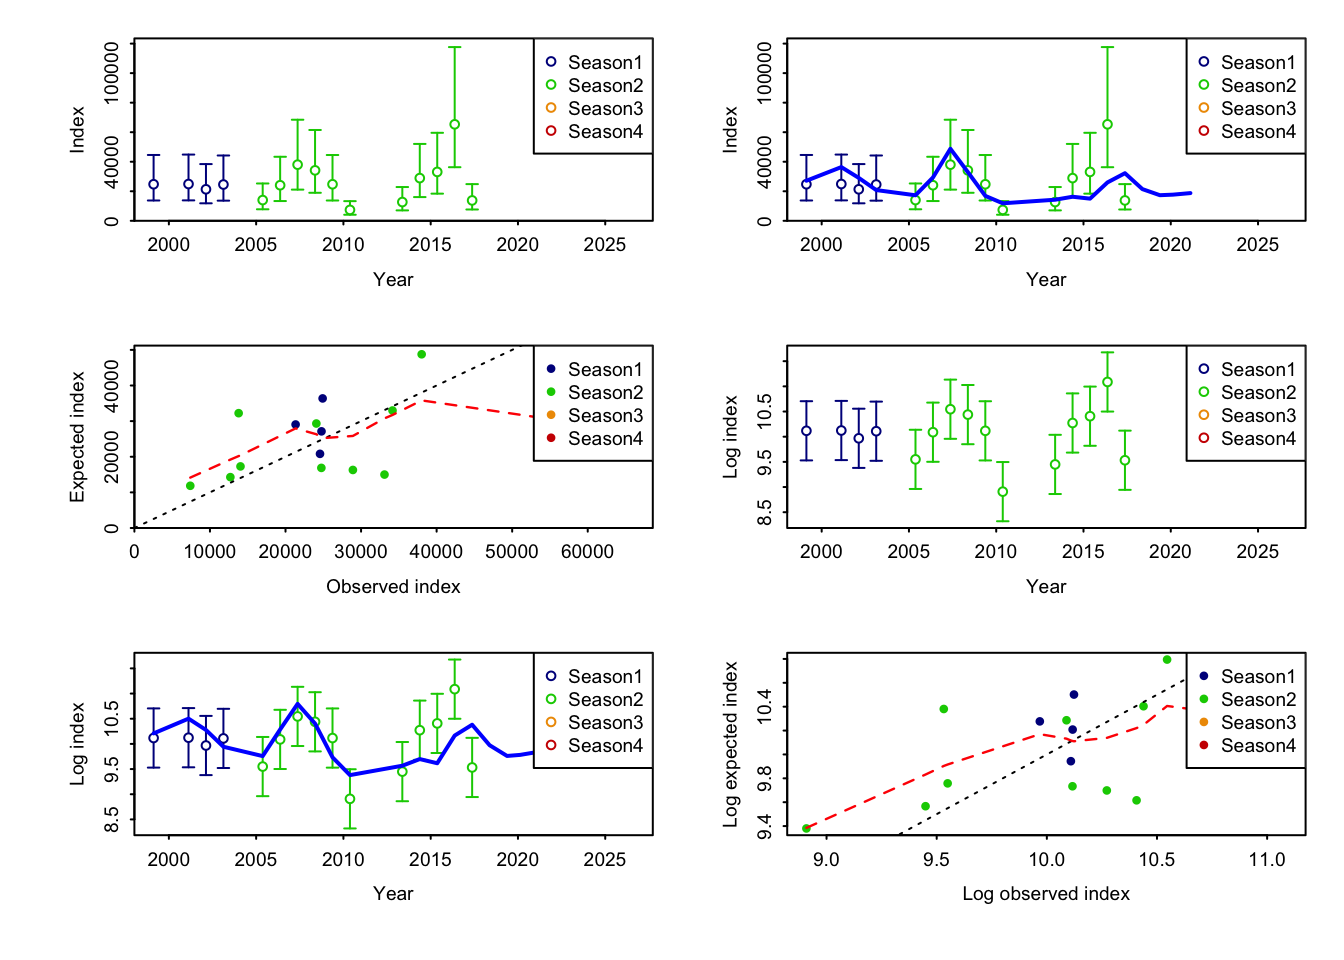 Index
0
40000
100000
2000 2005 2010 2015 2020 2025
Year
Season1
Season2
Season3
Season4
Index
0
40000
100000
2000 2005 2010 2015 2020 2025
Year
Season1
Season2
Season3
Season4
Expected index
0
20000
40000
0 10000 20000 30000 40000 50000 60000
Observed index
Season1
Season2
Season3
Season4
Log index
8.5
9.5
10.5
2000 2005 2010 2015 2020 2025
Year
Season1
Season2
Season3
Season4
Log index
8.5
9.5
10.5
2000 2005 2010 2015 2020 2025
Year
Season1
Season2
Season3
Season4
Log expected index
9.4
9.8
10.4
9.0 9.5 10.0 10.5 11.0
Log observed index
Season1
Season2
Season3
Season4